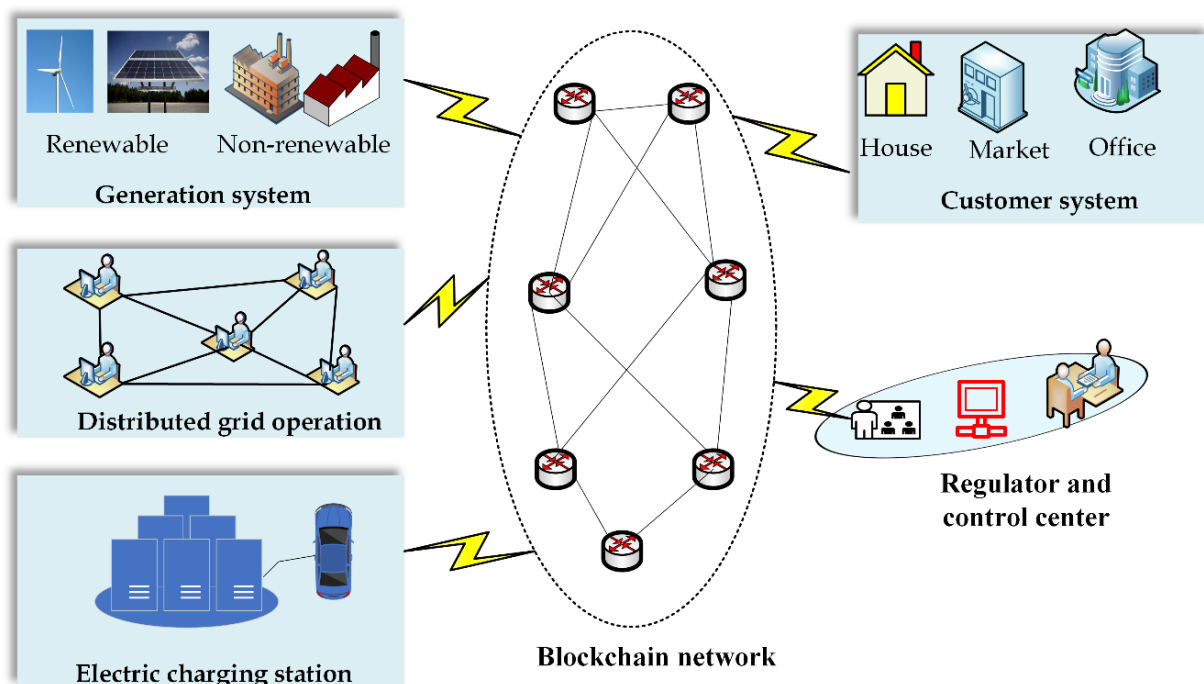 Renewable
Non-renewable
Generation system
House
Market
Office
Customer system
Distributed grid operation
Regulator and
control center
Electric charging station
Blockchain network